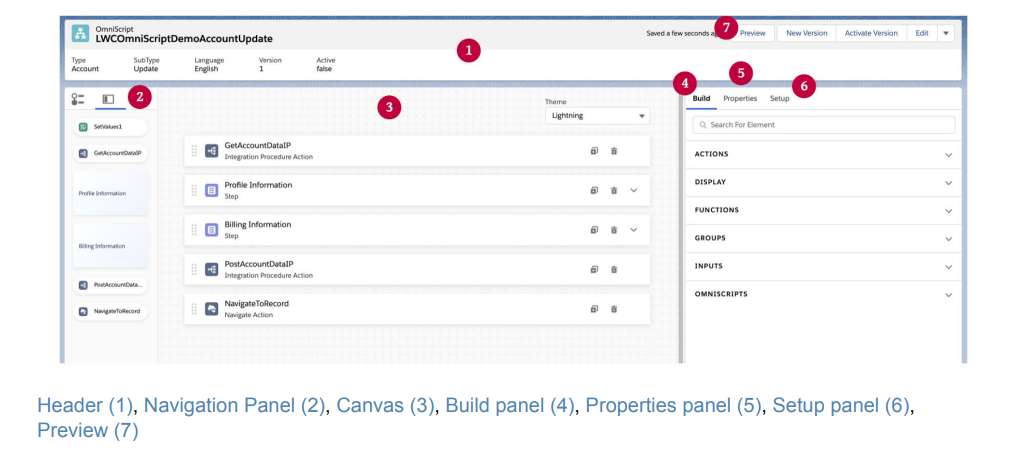 OmniScript
LWCOmniScriptDemoAccountUpdate
Saved a few seconds ag
7
Preview
New Version
Activate Version
Edit
1
Type
SubType
Language
Version
Active
Account
Update
English
1
false
2
3
4
5
6
SetValues1
GetAccountDataIP
Profile Information
Billing Information
PostAccountData...
NavigateToRecord
Theme
Lightning
GetAccountDataIP
Integration Procedure Action
Profile Information
Step
Billing Information
Step
PostAccountDataIP
Integration Procedure Action
NavigateToRecord
Navigate Action
Build
Properties
Setup
Search For Element
ACTIONS
DISPLAY
FUNCTIONS
GROUPS
INPUTS
OMNISCRIPTS
Header (1), Navigation Panel (2), Canvas (3), Build panel (4), Properties panel (5), Setup panel (6),
Preview (7)